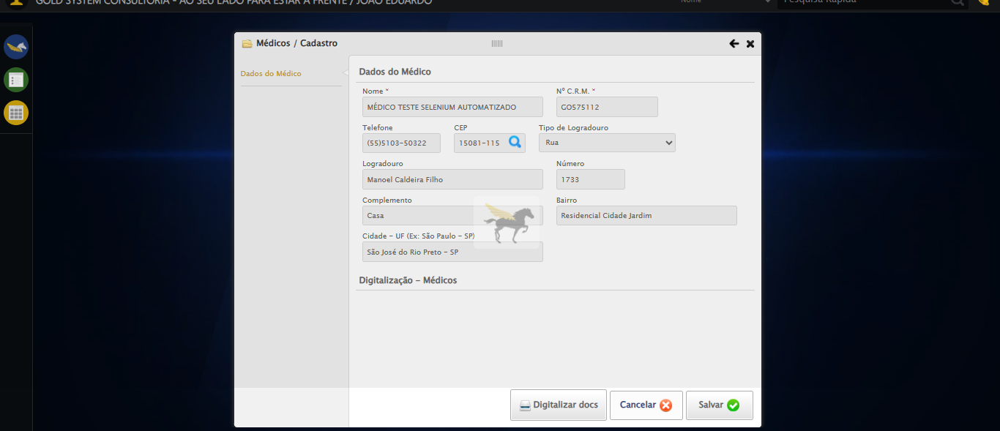 GOLD SYSTEM CONSULTORIA - AO SEU LADO PARA ESTAR À FRENTE / JOÃO EDUARDO
Nome
Pesquisa Rápida
Médicos / Cadastro
Dados do Médico
Dados do Médico
Nome *
Nº C.R.M. *
MÉDICO TESTE SELENIUM AUTOMATIZADO
GO575112
Telefone
CEP
Tipo de Logradouro
(55)5103-50322
15081-115
Rua
Logradouro
Número
Manoel Caldeira Filho
1733
Complemento
Bairro
Casa
Residencial Cidade Jardim
Cidade - UF (Ex: São Paulo - SP)
São José do Rio Preto - SP
Digitalização - Médicos
Digitalizar docs
Cancelar
Salvar